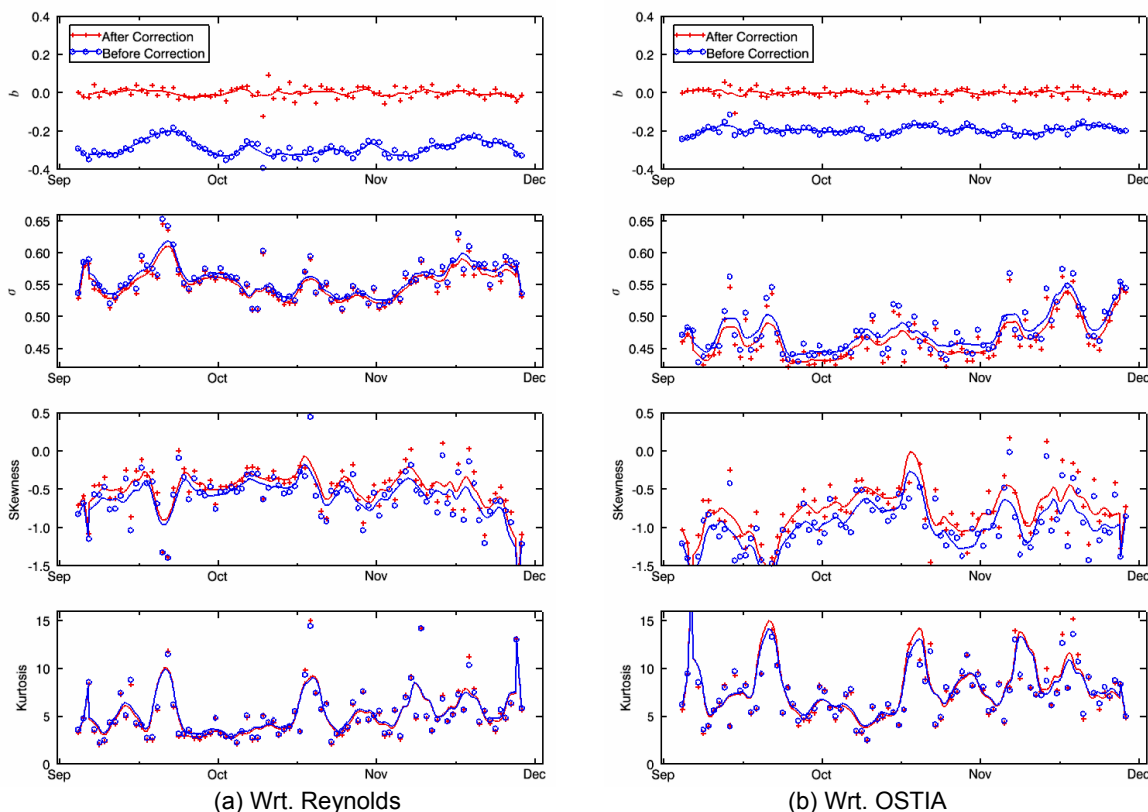 0.4
0.2
0.0
-0.2
-0.4
b
After Correction
Before Correction
Sep
Oct
Nov
Dec
0.65
0.60
0.55
0.50
0.45
σ
Sep
Oct
Nov
Dec
0.5
0.0
-0.5
-1.0
-1.5
SKewness
Sep
Oct
Nov
Dec
15
10
5
0
Kurtosis
Sep
Oct
Nov
Dec
(a) Wrt. Reynolds
0.4
0.2
0.0
-0.2
-0.4
b
After Correction
Before Correction
Sep
Oct
Nov
Dec
0.65
0.60
0.55
0.50
0.45
σ
Sep
Oct
Nov
Dec
0.5
0.0
-0.5
-1.0
-1.5
SKewness
Sep
Oct
Nov
Dec
15
10
5
0
Kurtosis
Sep
Oct
Nov
Dec
(b) Wrt. OSTIA